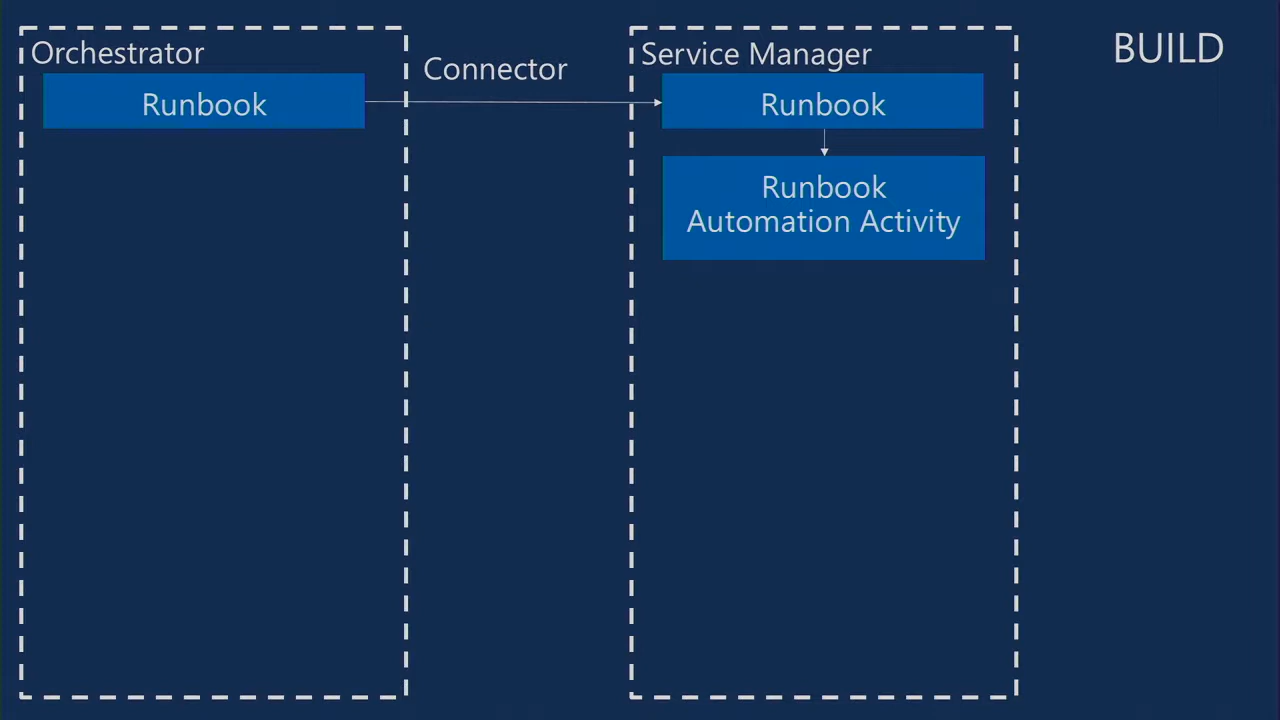 Orchestrator
Runbook
Connector
Service Manager
Runbook
Runbook
Automation Activity
BUILD